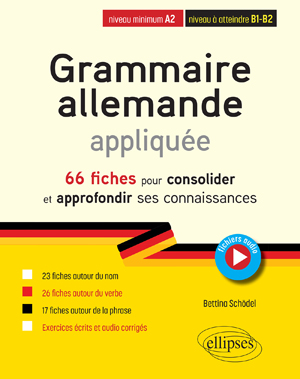 niveau minimum A2 niveau à atteindre B1-B2
Grammaire
allemande
appliquée
66 fiches pour consolider
et approfondir ses connaissances
fichiers audio
23 fiches autour du nom
26 fiches autour du verbe
17 fiches autour de la phrase
Exercices écrits et audio corrigés
Bettina Schödel
ellipses